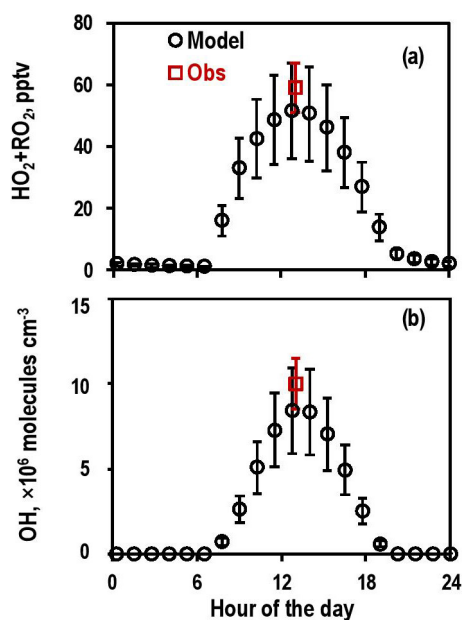 Model
Obs
(a)
HO₂+RO₂, pptv
80
60
40
20
0
(b)
OH, ×10⁶ molecules cm⁻³
15
10
5
0
0 6 12 18 24
Hour of the day